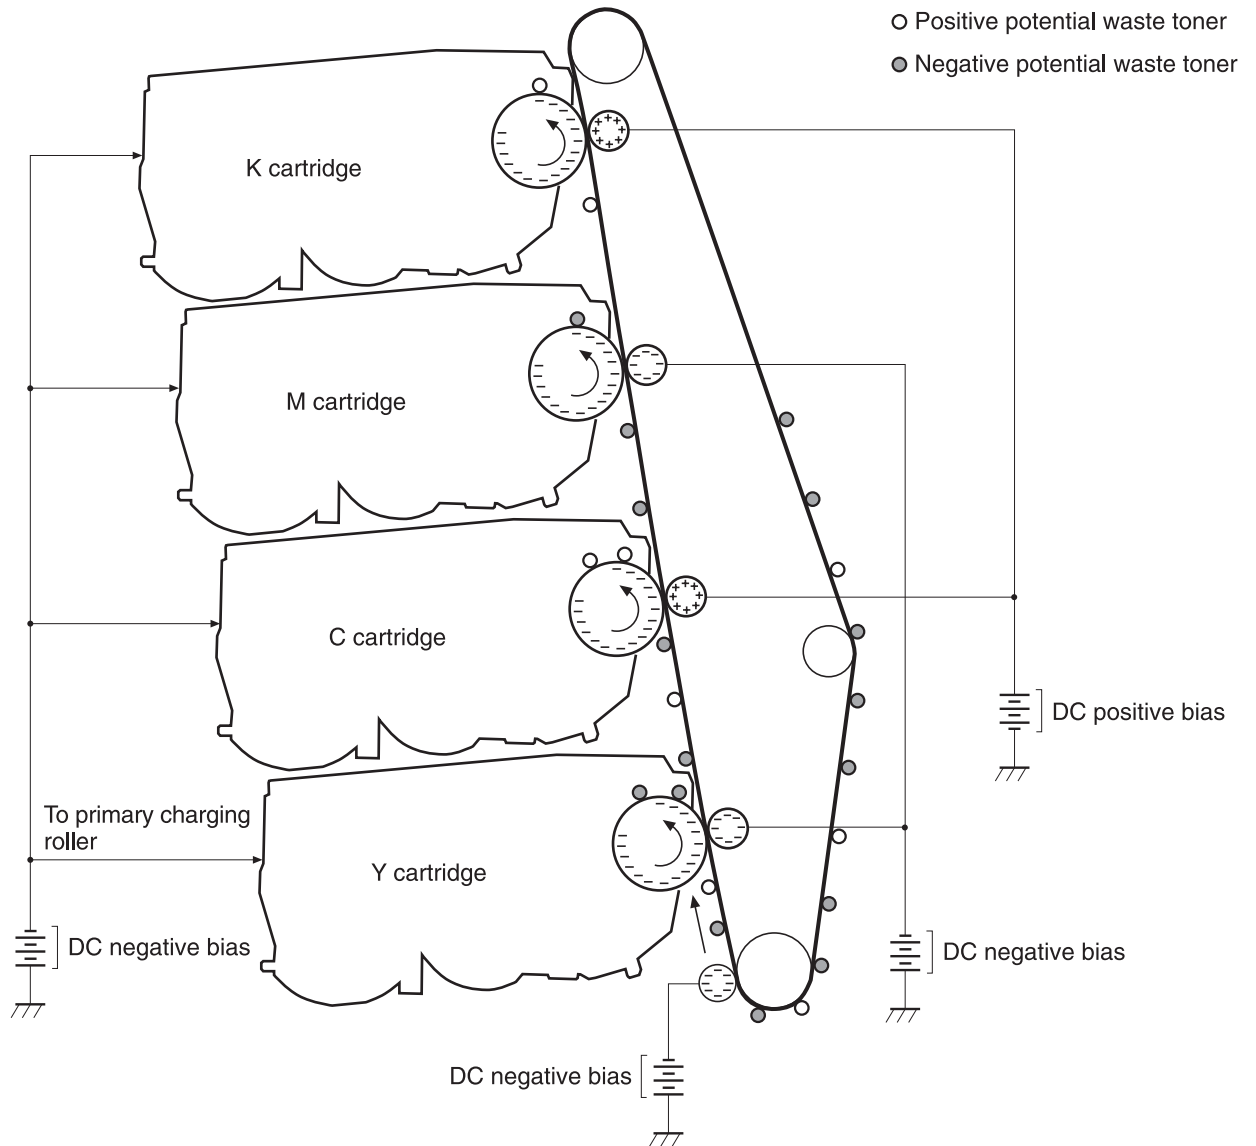 Positive potential waste toner
Negative potential waste toner
K cartridge
M cartridge
C cartridge
DC positive bias
To primary charging
roller
Y cartridge
DC negative bias
DC negative bias
DC negative bias